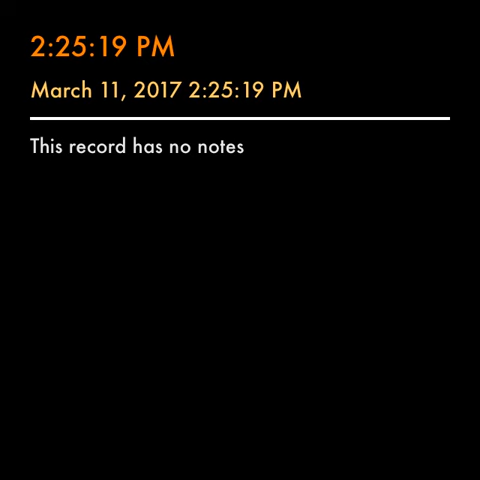 2:25:19 PM
March 11, 2017 2:25:19 PM
This record has no notes